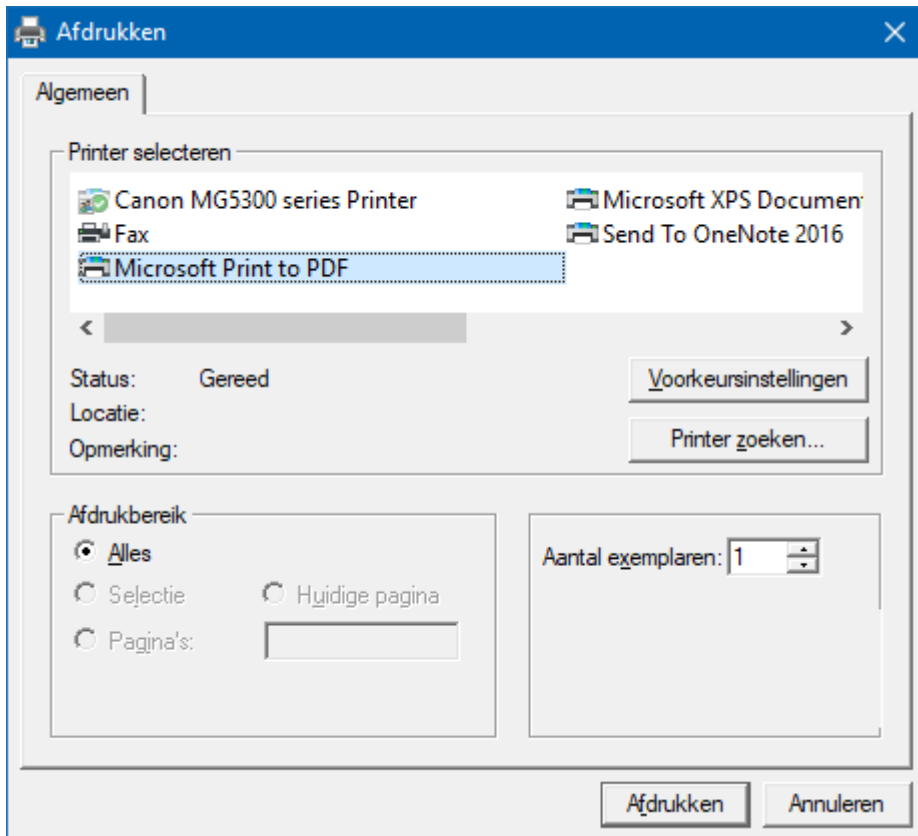 Afdrukken
Algemeen
Printer selecteren
Canon MG5300 series Printer
Fax
Microsoft Print to PDF
Microsoft XPS Documen
Send To OneNote 2016
Status: Gereed
Locatie:
Opmerking:
Voorkeursinstellingen
Printer zoeken...
Afdrukbereik
Alles
Selectie
Huidige pagina
Pagina's:
Aantal exemplaren: 1
Afdrukken
Annuleren